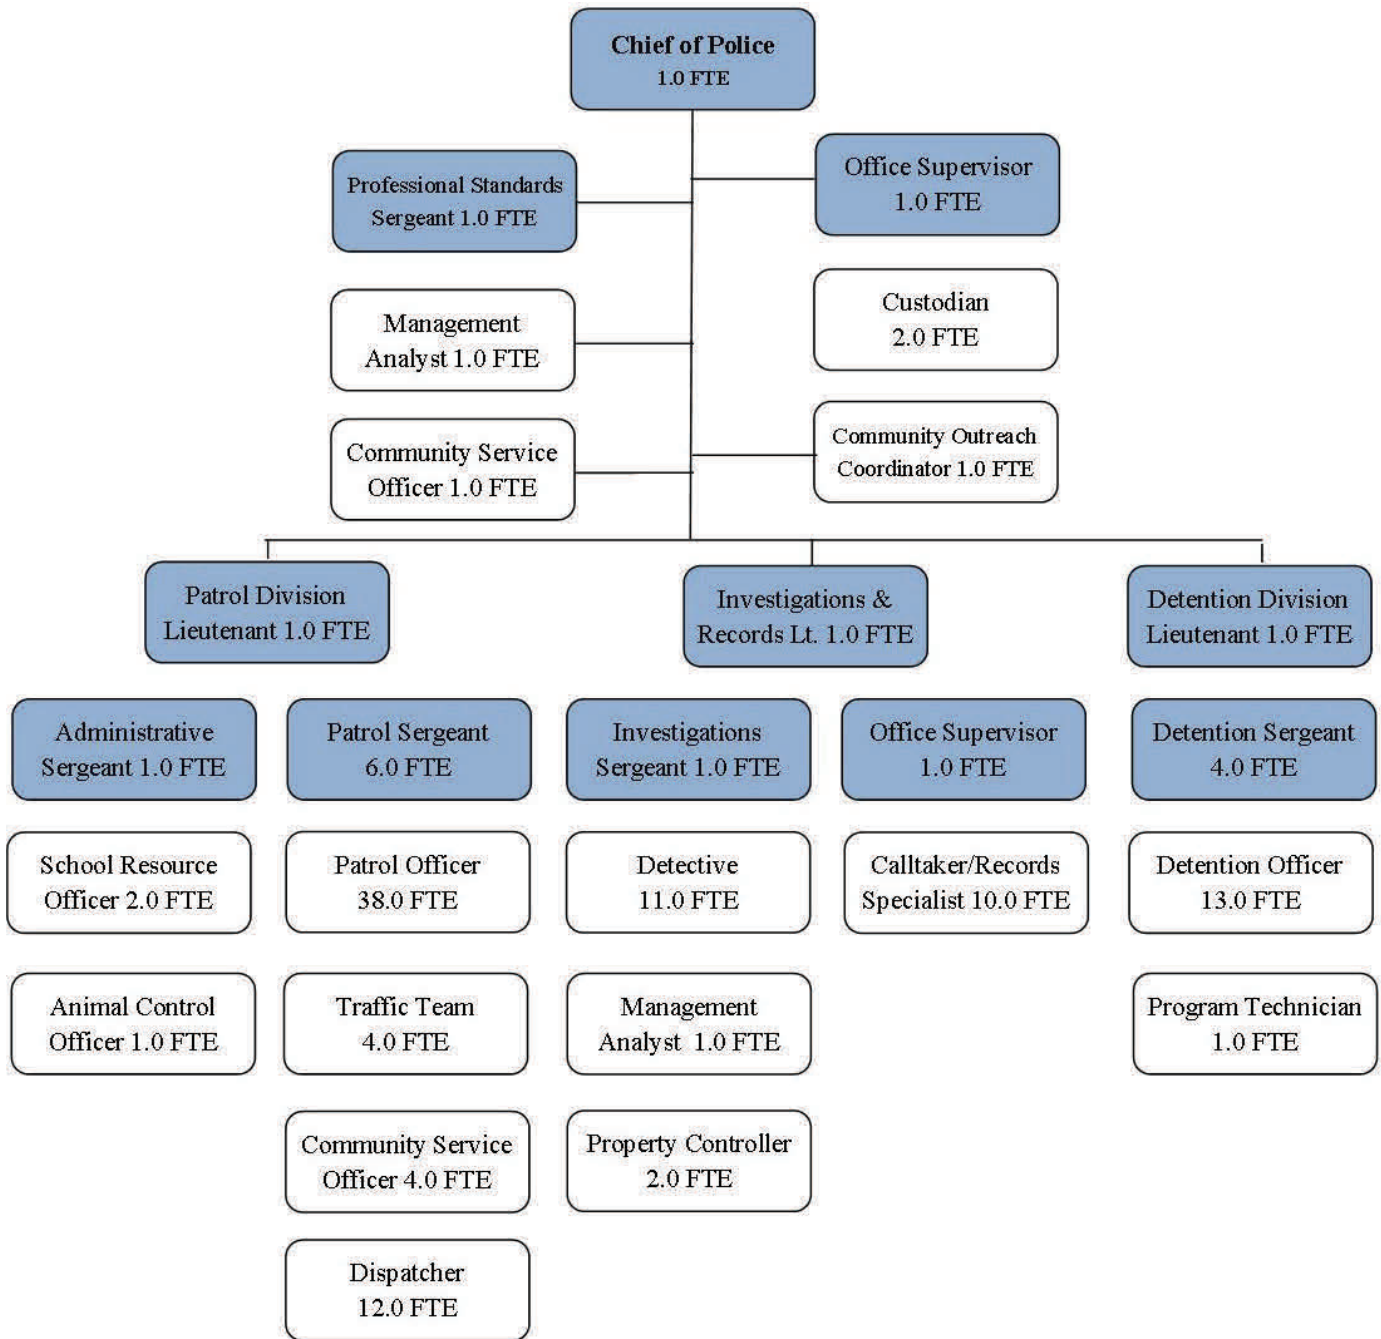 Chief of Police
1.0 FTE
Professional Standards
Sergeant 1.0 FTE
Office Supervisor
1.0 FTE
Management
Analyst 1.0 FTE
Custodian
2.0 FTE
Community Service
Officer 1.0 FTE
Community Outreach
Coordinator 1.0 FTE
Patrol Division
Lieutenant 1.0 FTE
Investigations &
Records Lt. 1.0 FTE
Detention Division
Lieutenant 1.0 FTE
Administrative
Sergeant 1.0 FTE
Patrol Sergeant
6.0 FTE
Investigations
Sergeant 1.0 FTE
Office Supervisor
1.0 FTE
Detention Sergeant
4.0 FTE
School Resource
Officer 2.0 FTE
Patrol Officer
38.0 FTE
Detective
11.0 FTE
Calltaker/Records
Specialist 10.0 FTE
Detention Officer
13.0 FTE
Animal Control
Officer 1.0 FTE
Traffic Team
4.0 FTE
Management
Analyst 1.0 FTE
Program Technician
1.0 FTE
Community Service
Officer 4.0 FTE
Property Controller
2.0 FTE
Dispatcher
12.0 FTE